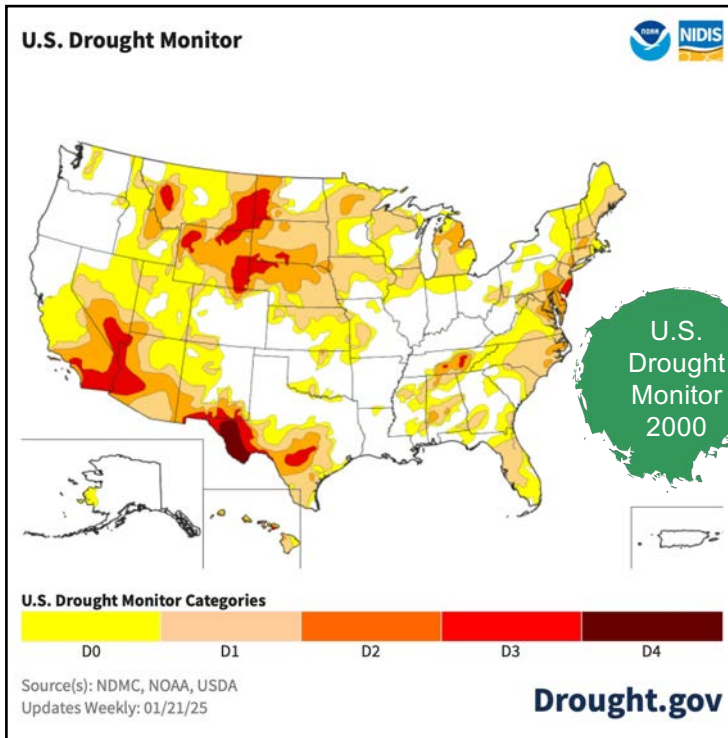 U.S. Drought Monitor
NOAA
NIDIS
U.S.
Drought
Monitor
2000
U.S. Drought Monitor Categories
D0 D1 D2 D3 D4
Source(s): NDMC, NOAA, USDA
Updates Weekly: 01/21/25
Drought.gov